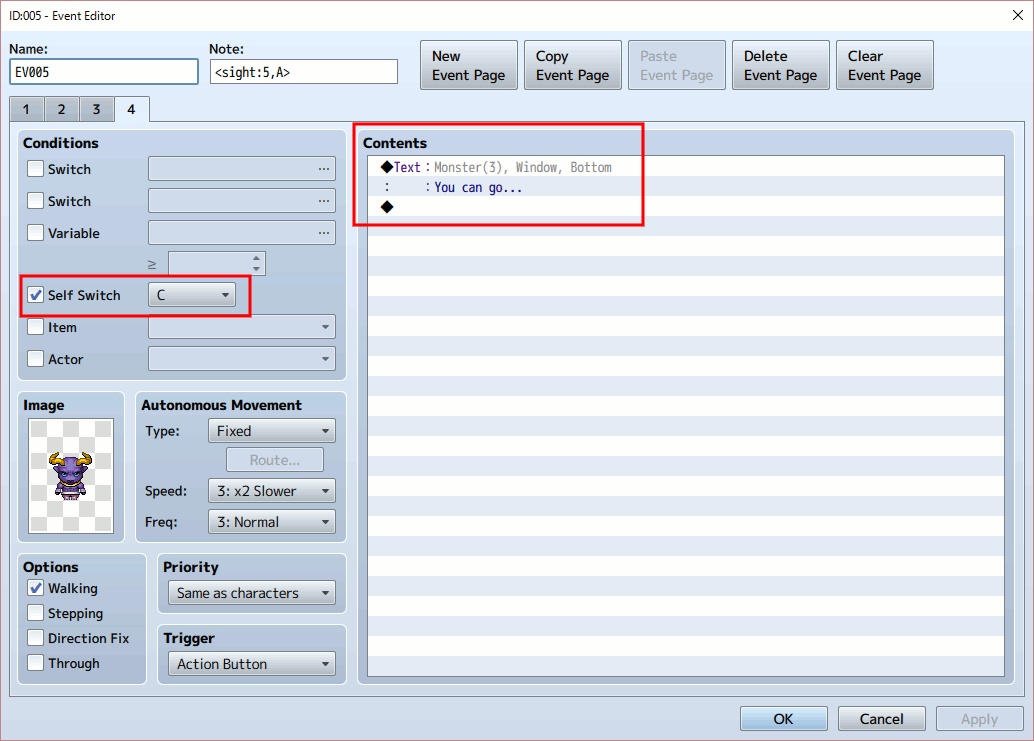 ID:005 - Event Editor
Name:
Note:
EV005
<sight:5,A>
New
Event Page
Copy
Event Page
Paste
Event Page
Delete
Event Page
Clear
Event Page
1 2 3 4
Conditions
Switch ...
Switch ...
Variable ...
≥
Self Switch C
Item
Actor
Image
Autonomous Movement
Type: Fixed
Route...
Speed: 3: x2 Slower
Freq: 3: Normal
Options
Walking
Stepping
Direction Fix
Through
Priority
Same as characters
Trigger
Action Button
Contents
◆Text : Monster(3), Window, Bottom
: : You can go...
◆
OK Cancel Apply